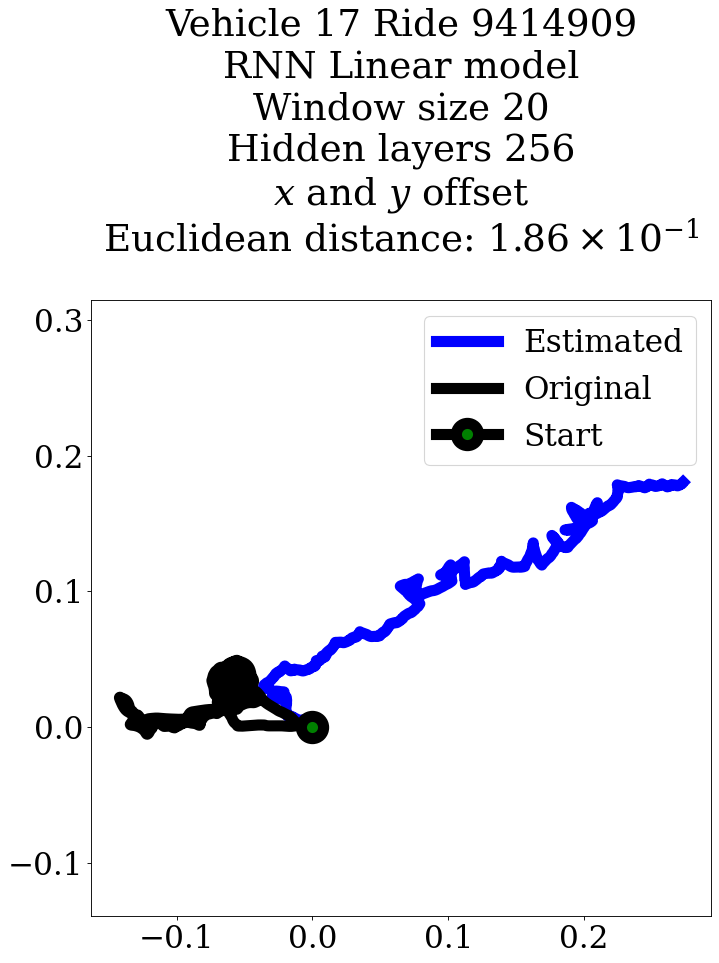 Vehicle 17 Ride 9414909
RNN Linear model
Window size 20
Hidden layers 256
x and y offset
Euclidean distance: 1.86 × 10⁻¹
Estimated
Original
Start
0.3
0.2
0.1
0.0
−0.1
−0.1 0.0 0.1 0.2